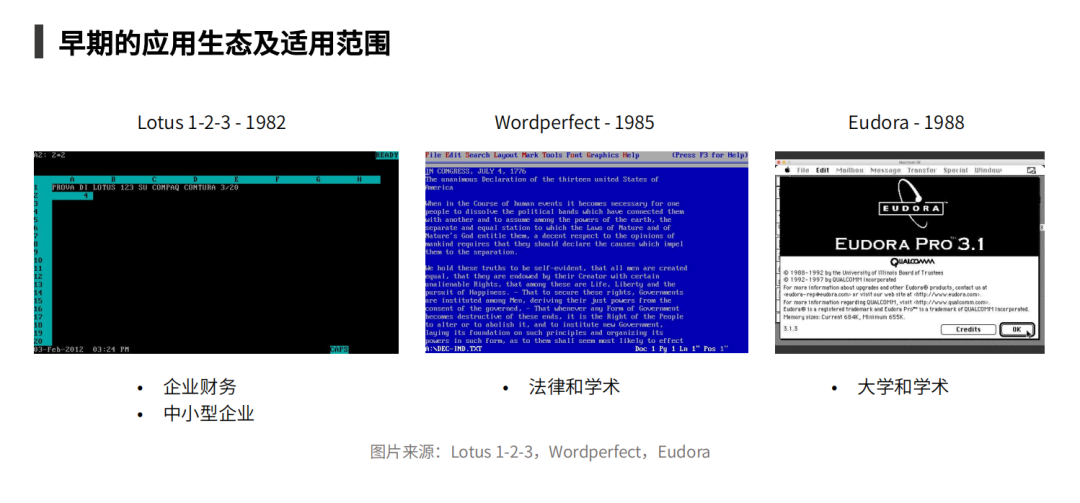 早期的应用生态及适用范围
Lotus 1-2-3 - 1982
Wordperfect - 1985
Eudora - 1988
A2: 2*2 READY
A B C D E F G H
1 PROVA DI LOTUS 123 SU COMPAQ CONTURA 3/20
2 4
3
4
5
6
7
8
9
10
11
12
13
14
15
16
17
18
19
20
03-Feb-2012 03:24 PM CAPS
File Edit Search Layout Mark Tools Font Graphics Help (Press F3 for Help)
IN CONGRESS, JULY 4, 1776
The unanimous Declaration of the thirteen united States of
America
When in the Course of human events it becomes necessary for one
people to dissolve the political bands which have connected them
with another and to assume among the powers of the earth, the
separate and equal station to which the Laws of Nature and of
Nature's God entitle them, a decent respect to the opinions of
mankind requires that they should declare the causes which impel
them to the separation.
We hold these truths to be self-evident, that all men are created
equal, that they are endowed by their Creator with certain
unalienable Rights, that among these are Life, Liberty and the
pursuit of Happiness. - That to secure these rights, Governments
are instituted among Men, deriving their just powers from the
consent of the governed, - That whenever any Form of Government
becomes destructive of these ends, it is the Right of the People
to alter or to abolish it, and to institute new Government,
laying its foundation on such principles and organizing its
powers in such form, as to them shall seem most likely to effect
A:\DEC-IND.TXT Doc 1 Pg 1 Ln 1" Pos 1"
File Edit Mailbox Message Transfer Special Window
EUDORA
EUDORA PRO™ 3.1
QUALCOMM
© 1988-1992 by the University of Illinois Board of Trustees
© 1992-1997 by QUALCOMM Incorporated
For more information about upgrades and other Eudora® products, contact us at
<eudora-rep@eudora.com> or visit our web site at <http://www.eudora.com>.
For more information regarding QUALCOMM, visit <http://www.qualcomm.com>.
Eudora® is a registered trademark and Eudora Pro™ is a trademark of QUALCOMM Incorporated.
Memory sizes: Current 684K, Minimum 655K.
3.1.3 Credits OK
• 企业财务
• 中小型企业
• 法律和学术
• 大学和学术
图片来源：Lotus 1-2-3，Wordperfect，Eudora